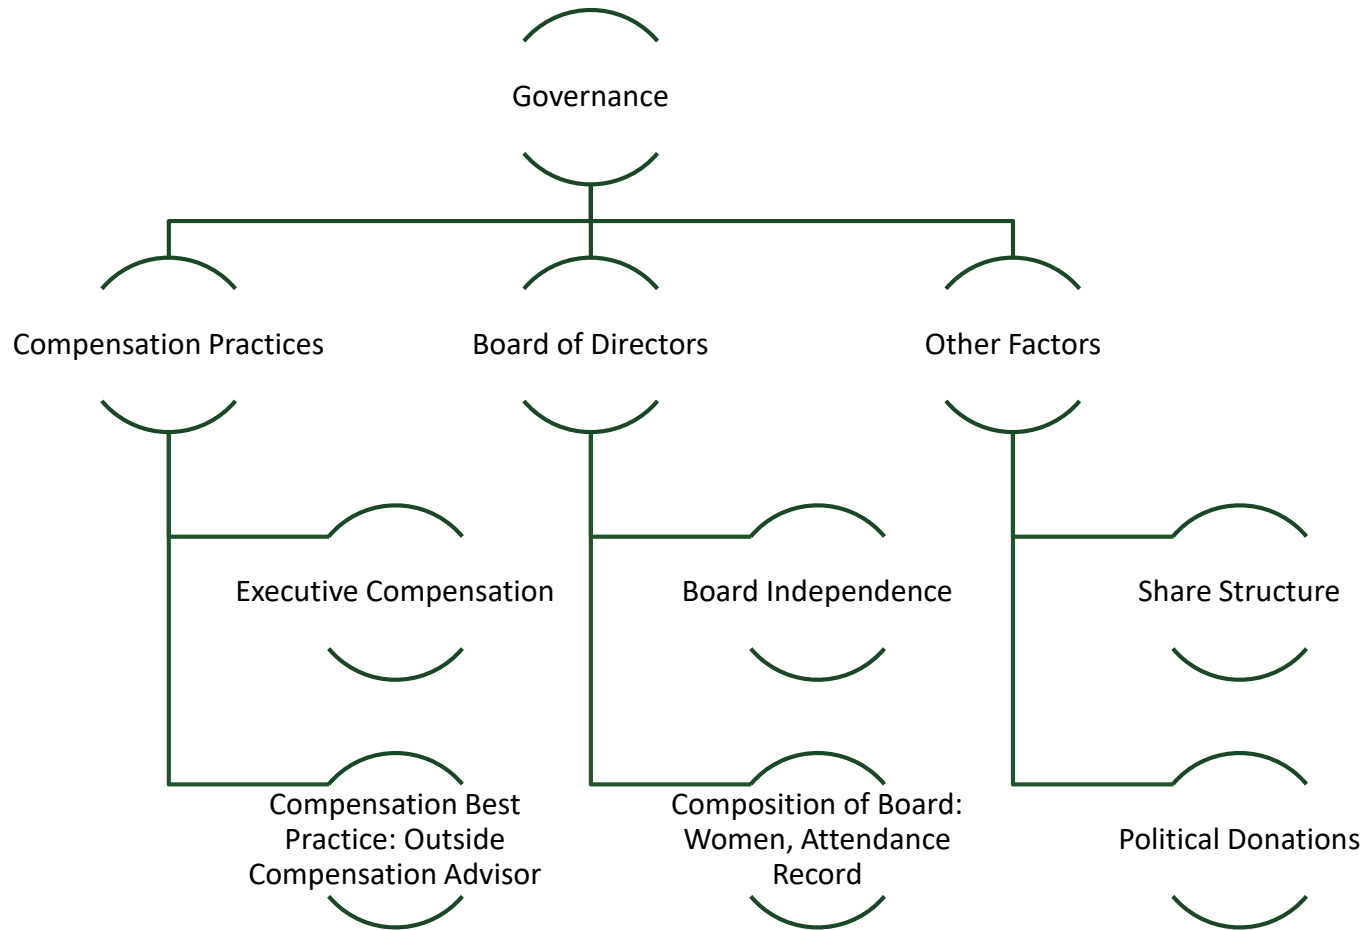 Governance
Compensation Practices
Board of Directors
Other Factors
Executive Compensation
Board Independence
Share Structure
Compensation Best
Practice: Outside
Compensation Advisor
Composition of Board:
Women, Attendance
Record
Political Donations